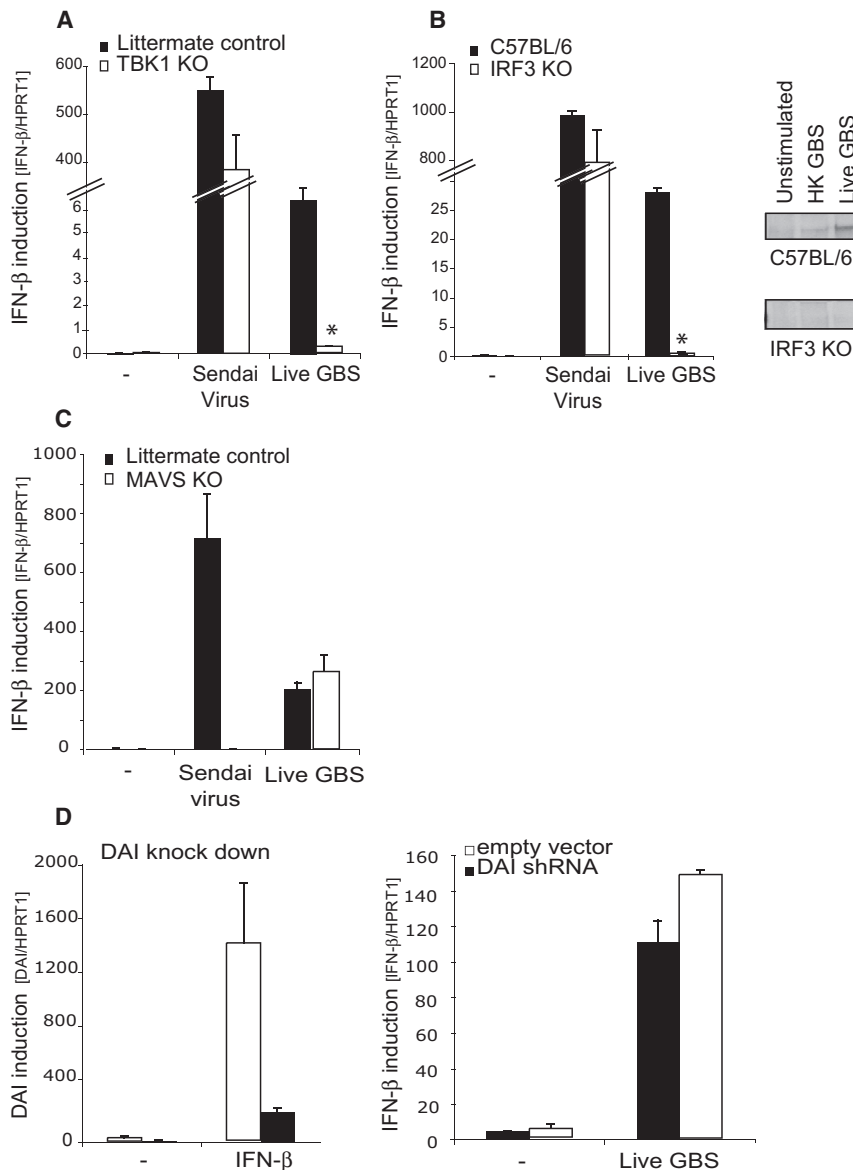 A
■ Littermate control
□ TBK1 KO
IFN-β induction [IFN-β/HPRT1]
600
500
400
6
5
4
3
2
1
0
*
-
Sendai
Virus
Live GBS
B
■ C57BL/6
□ IRF3 KO
IFN-β induction [IFN-β/HPRT1]
1200
1000
800
25
20
15
10
5
0
*
-
Sendai
Virus
Live GBS
Unstimulated
HK GBS
Live GBS
C57BL/6
IRF3 KO
C
■ Littermate control
□ MAVS KO
IFN-β induction [IFN-β/HPRT1]
1000
800
600
400
200
0
-
Sendai
virus
Live GBS
D
DAI knock down
DAI induction [DAI/HPRT1]
2000
1800
1400
1200
400
0
-
IFN-β
□ empty vector
■ DAI shRNA
IFN-β induction [IFN-β/HPRT1]
160
140
120
100
80
60
40
20
0
-
Live GBS